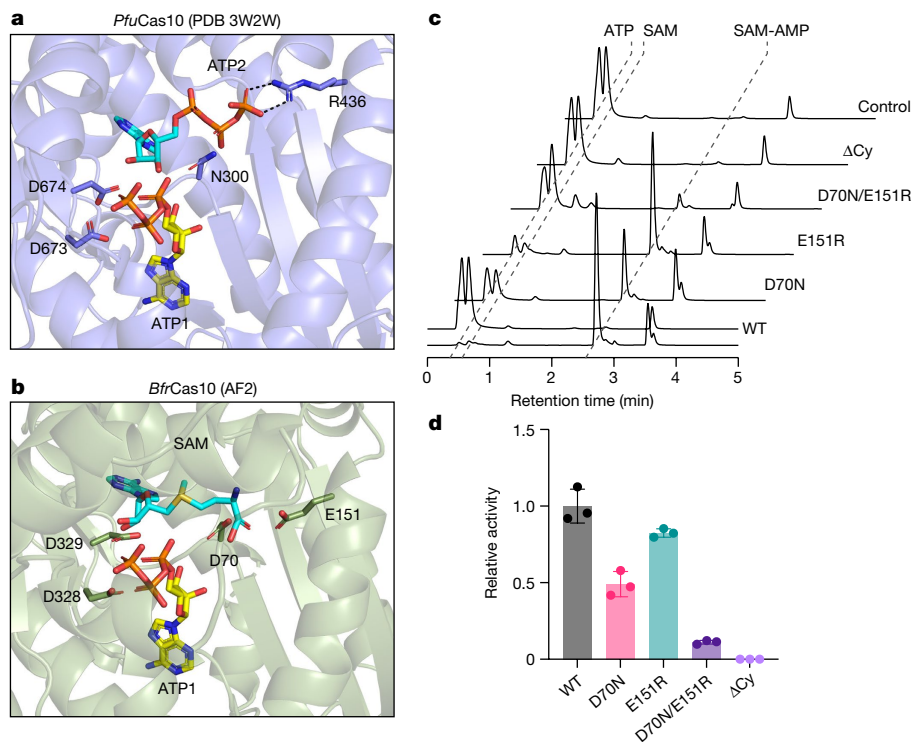 a
PfuCas10 (PDB 3W2W)
ATP2
R436
N300
D674
D673
ATP1
b
BfrCas10 (AF2)
SAM
E151
D329
D70
D328
ATP1
c
ATP SAM SAM-AMP
Control
ΔCy
D70N/E151R
E151R
D70N
WT
0 1 2 3 4 5
Retention time (min)
d
Relative activity
1.5
1.0
0.5
0
WT
D70N
E151R
D70N/E151R
ΔCy